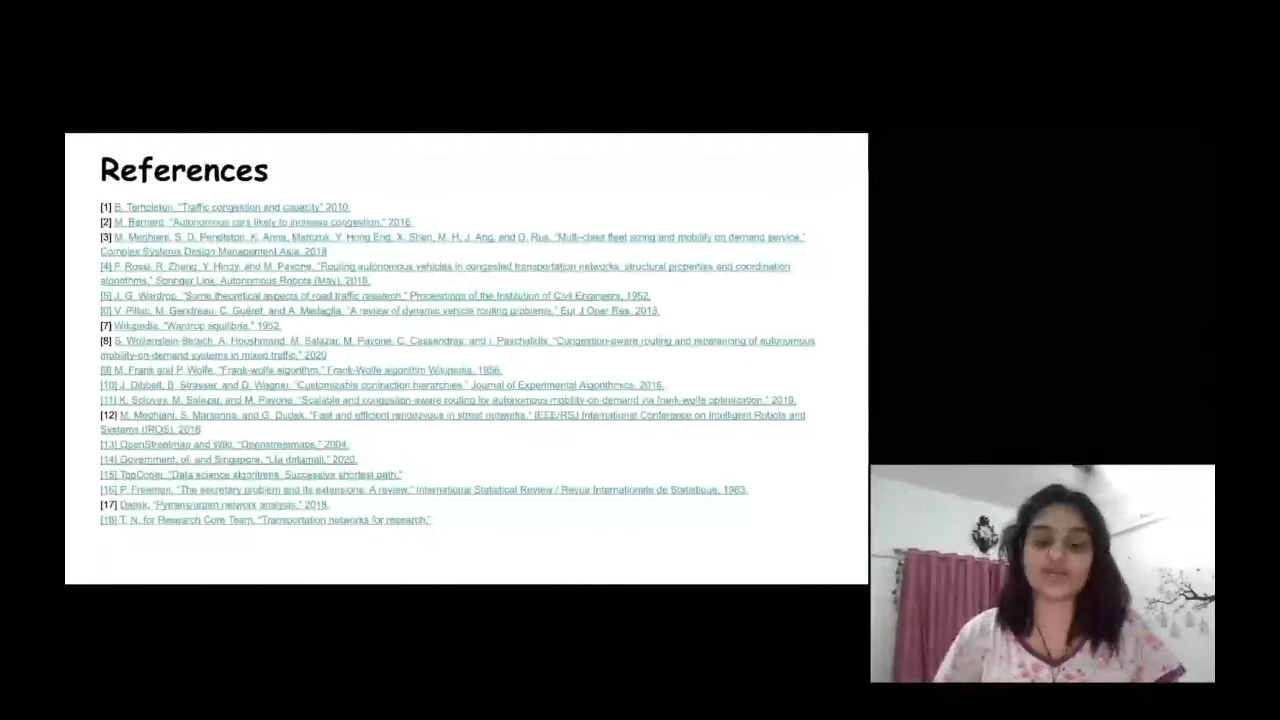 References
[1] B. Templeton, "Traffic congestion and capacity" 2010.
[2] M. Barnard, "Autonomous cars likely to increase congestion," 2016.
[3] M. Meghjani, S. D. Pendleton, K. Anna, Marczuk, Y. Hong Eng, X. Shen, M. H, J. Ang, and D. Rus, "Multi-class fleet sizing and mobility on demand service,"
Complex Systems Design Management Asia, 2018
[4] F. Rossi, R. Zhang, Y. Hindy, and M. Pavone, "Routing autonomous vehicles in congested transportation networks: structural properties and coordination
algorithms," Springer Link, Autonomous Robots (May), 2018.
[5] J. G. Wardrop, "Some theoretical aspects of road traffic research," Proceedings of the Institution of Civil Engineers, 1952.
[6] V. Pillac, M. Gendreau, C. Guéret, and A. Medaglia, "A review of dynamic vehicle routing problems," Eur J Oper Res, 2013.
[7] Wikipedia, "Wardrop equilibria," 1952.
[8] S. Wollenstein-Betech, A. Houshmand, M. Salazar, M. Pavone, C. Cassandras, and I. Paschalidis, "Congestion-aware routing and rebalancing of autonomous
mobility-on-demand systems in mixed traffic," 2020
[9] M. Frank and P. Wolfe, "Frank-wolfe algorithm," Frank-Wolfe algorithm Wikipedia, 1956.
[10] J. Dibbelt, B. Strasser, and D. Wagner, "Customizable contraction hierarchies," Journal of Experimental Algorithmics, 2016.
[11] K. Solovey, M. Salazar, and M. Pavone, "Scalable and congestion-aware routing for autonomous mobility-on-demand via frank-wolfe optimization," 2019.
[12] M. Meghjani, S. Manjanna, and G. Dudek, "Fast and efficient rendezvous in street networks," IEEE/RSJ International Conference on Intelligent Robots and
Systems (IROS), 2016
[13] OpenStreetmap and Wiki, "Openstreemaps," 2004.
[14] Government, of, and Singapore, "Lta datamall," 2020.
[15] TopCoder, "Data science algorithms, Successive shortest path,"
[16] P. Freeman, "The secretary problem and its extensions: A review," International Statistical Review / Revue Internationale de Statistique, 1983.
[17] "Pytrans/urban network analysis," 2018.
[18] T. N. for Research Core Team, "Transportation networks for research,"